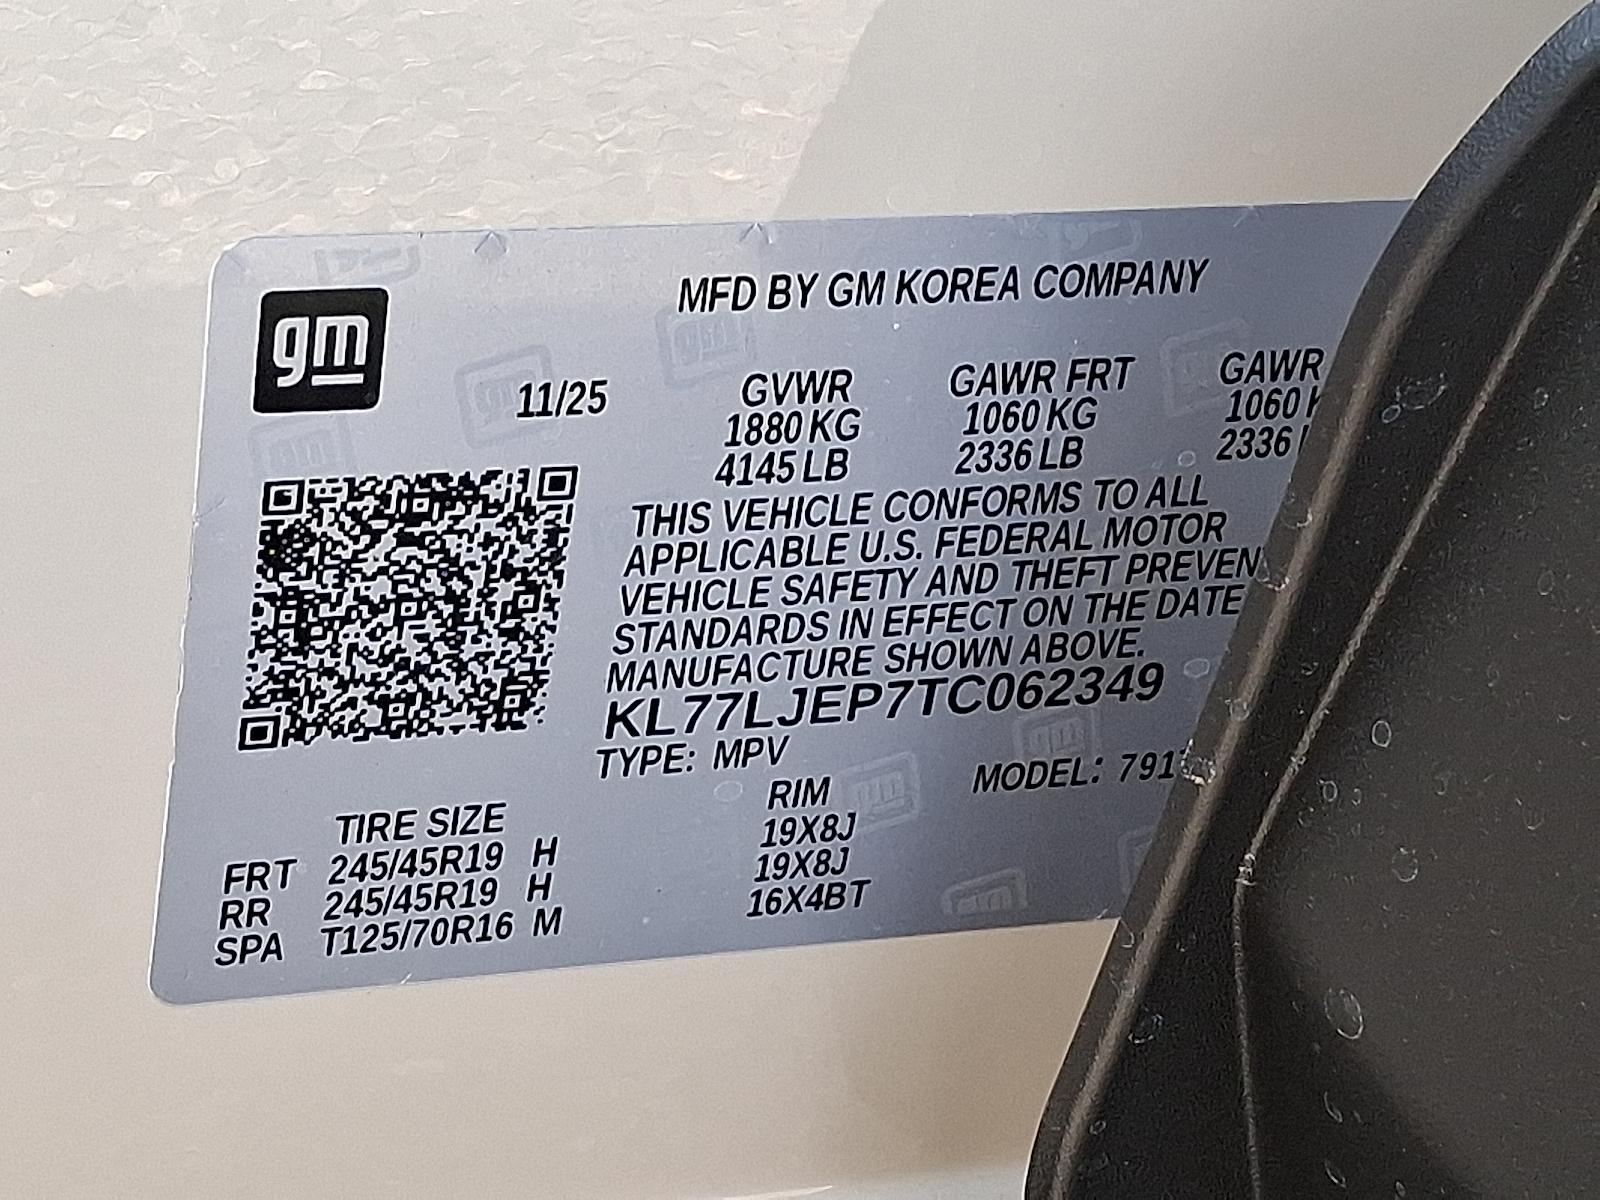 gm
MFD BY GM KOREA COMPANY
11/25 GVWR GAWR FRT GAWR
1880 KG 1060 KG 1060
4145 LB 2336 LB 2336
THIS VEHICLE CONFORMS TO ALL
APPLICABLE U.S. FEDERAL MOTOR
VEHICLE SAFETY AND THEFT PREVEN
STANDARDS IN EFFECT ON THE DATE
MANUFACTURE SHOWN ABOVE.
KL77LJEP7TC062349
TYPE: MPV
MODEL: 791
TIRE SIZE RIM
FRT 245/45R19 H 19X8J
RR 245/45R19 H 19X8J
SPA T125/70R16 M 16X4BT